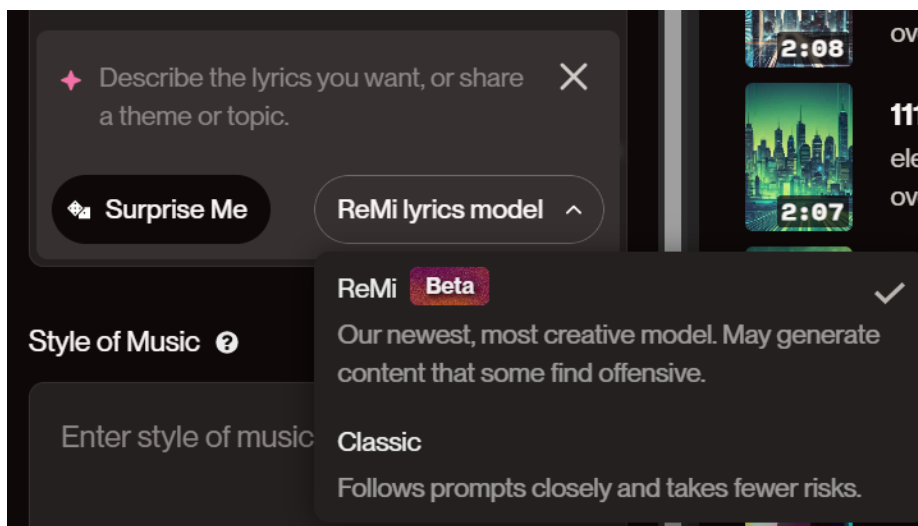 2:08
ov
Describe the lyrics you want, or share
a theme or topic.
111
ele
ov
2:07
Surprise Me
ReMi lyrics model
ReMi Beta
Our newest, most creative model. May generate
content that some find offensive.
Classic
Follows prompts closely and takes fewer risks.
Style of Music ?
Enter style of music